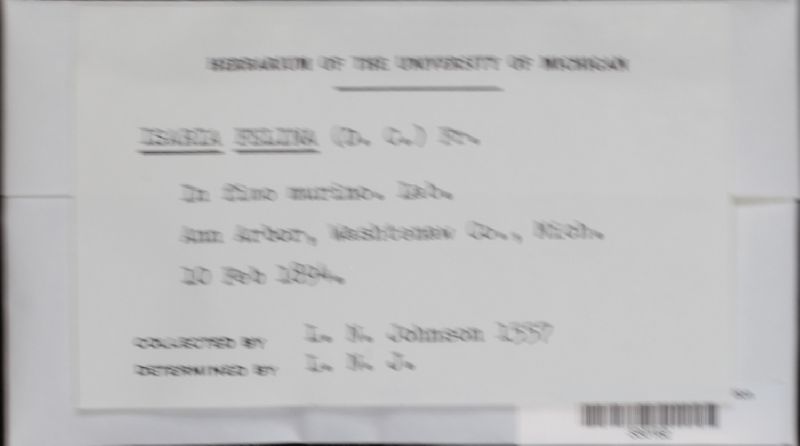 HERBARIUM OF THE UNIVERSITY OF MICHIGAN
ISARIA FELINA (D. C.) Fr.
In fimo murino. Lab.
Ann Arbor, Washtenaw Co., Mich.
10 Feb 1894.
COLLECTED BY L. N. Johnson 1557
DETERMINED BY L. N. J.